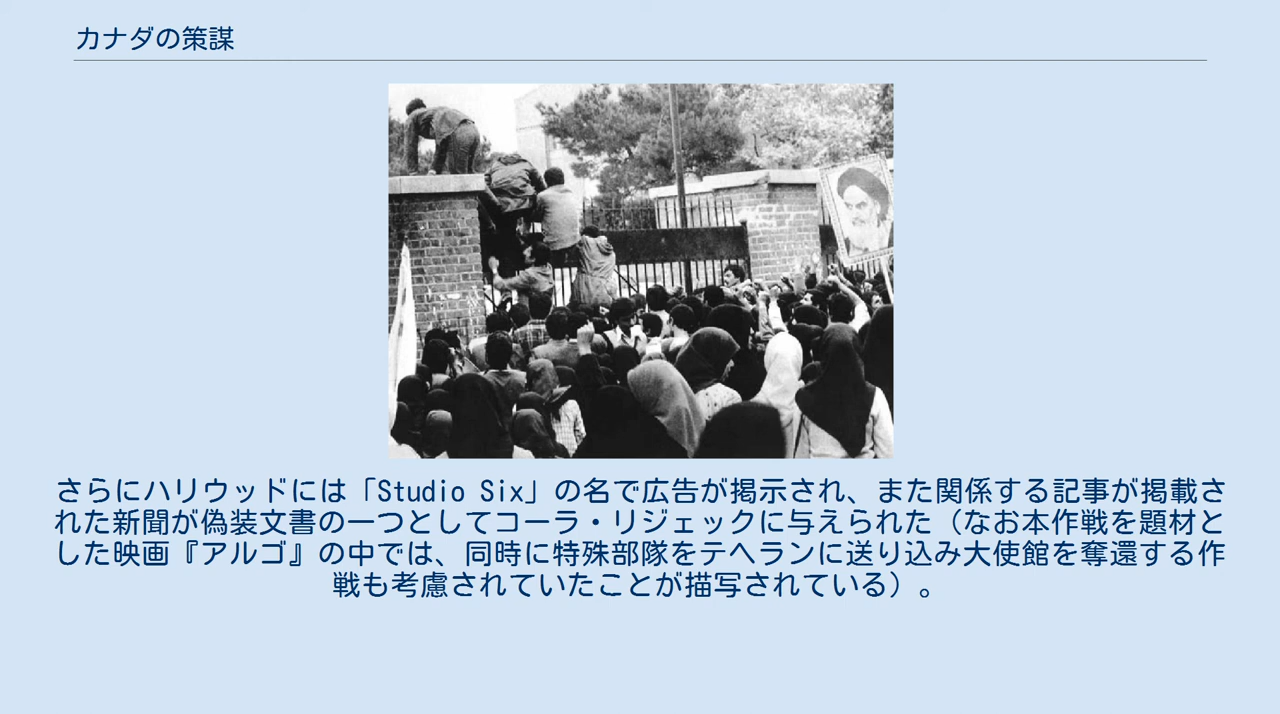 カナダの策謀
さらにハリウッドには「Studio Six」の名で広告が掲示され、また関係する記事が掲載さ
れた新聞が偽装文書の一つとしてコーラ・リジェックに与えられた（なお本作戦を題材と
した映画『アルゴ』の中では、同時に特殊部隊をテヘランに送り込み大使館を奪還する作
戦も考慮されていたことが描写されている）。